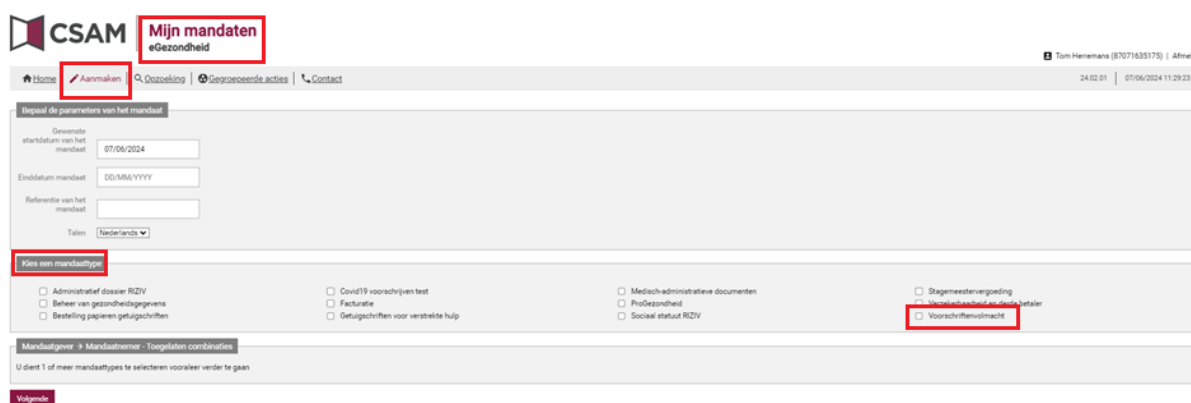 CSAM
Mijn mandaten
eGezondheid
Tom Herremans (87071635175) | Afmel
Home Aanmaken Opzoeking Gegroepeerde acties Contact
24.02.01 07/06/2024 11:29:23
Bepaal de parameters van het mandaat
Gewenste
startdatum van het
mandaat 07/06/2024
Einddatum mandaat DD/MM/YYYY
Referentie van het
mandaat
Talen Nederlands
Kies een mandaattype
Administratief dossier RIZIV Covid19 voorschrijven test Medisch-administratieve documenten Stagemeestervergoeding
Beheer van gezondheidsgegevens Facturatie ProGezondheid Verzekerbaarheid en derde betaler
Bestelling papieren getuigschriften Getuigschriften voor verstrekte hulp Sociaal statuut RIZIV Voorschriftenvolmacht
Mandaatgever → Mandaatnemer - Toegelaten combinaties
U dient 1 of meer mandaattypes te selecteren vooraleer verder te gaan
Volgende